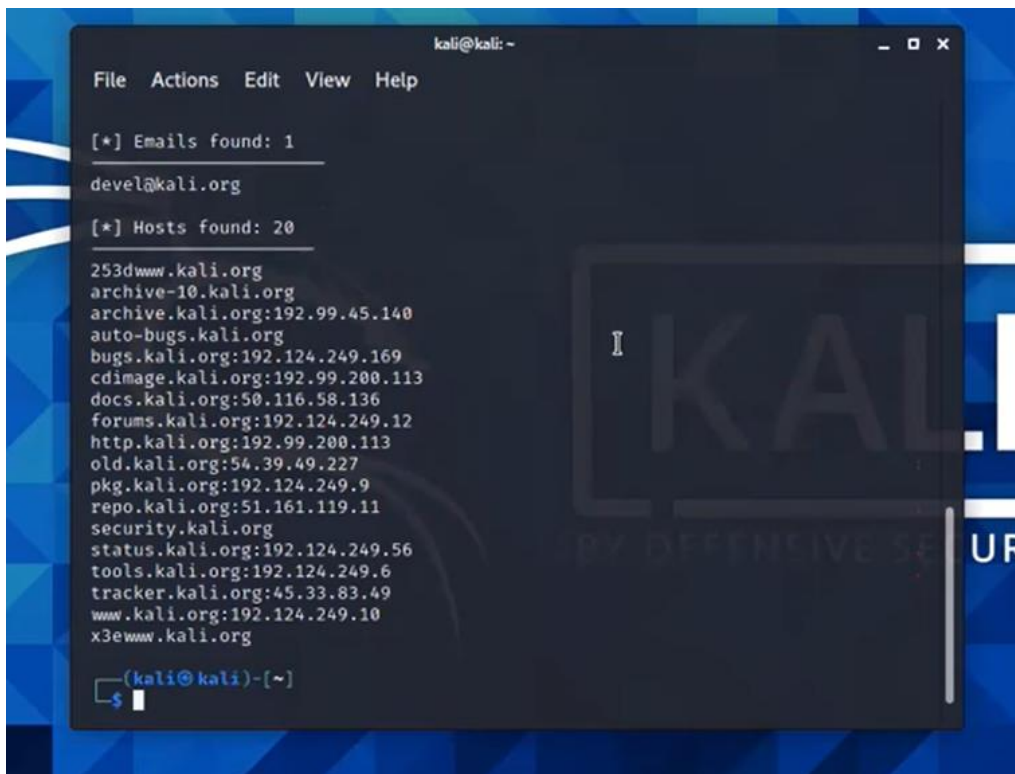 kali@kali: ~
File Actions Edit View Help
[*] Emails found: 1
devel@kali.org
[*] Hosts found: 20
253dwww.kali.org
archive-10.kali.org
archive.kali.org:192.99.45.140
auto-bugs.kali.org
bugs.kali.org:192.124.249.169
cdimage.kali.org:192.99.200.113
docs.kali.org:50.116.58.136
forums.kali.org:192.124.249.12
http.kali.org:192.99.200.113
old.kali.org:54.39.49.227
pkg.kali.org:192.124.249.9
repo.kali.org:51.161.119.11
security.kali.org
status.kali.org:192.124.249.56
tools.kali.org:192.124.249.6
tracker.kali.org:45.33.83.49
www.kali.org:192.124.249.10
x3ewww.kali.org
(kali㉿kali)-[~]
$
KALI
BY OFFENSIVE SECUR